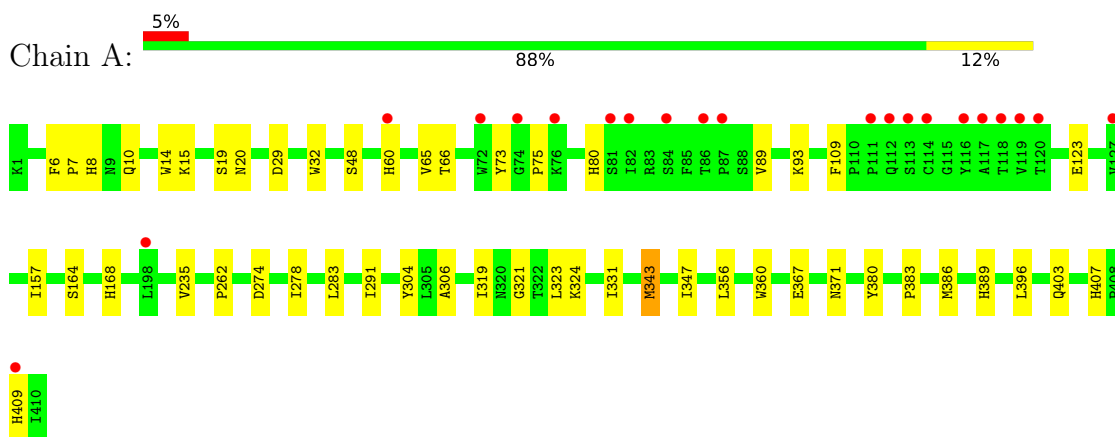 5%
Chain A:
88%
12%
K1 F6 P7 H8 N9 Q10 W14 K15 S19 N20 D29 W32 S48 H60 V65 T66 W72 Y73 G74 P75 K76 H80 S81 I82 R83 S84 F85 T86 P87 S88 V89 K93 F109 P110 P111 Q112 S113 C114 G115 Y116 A117 T118 V119 T120 E123 V127
I157 S164 H168 L198 V235 P262 D274 I278 L283 I291 Y304 L305 A306 I319 N320 G321 T322 L323 K324 I331 M343 I347 L356 W360 E367 N371 Y380 P383 M386 H389 L396 Q403 H407
H409 I410